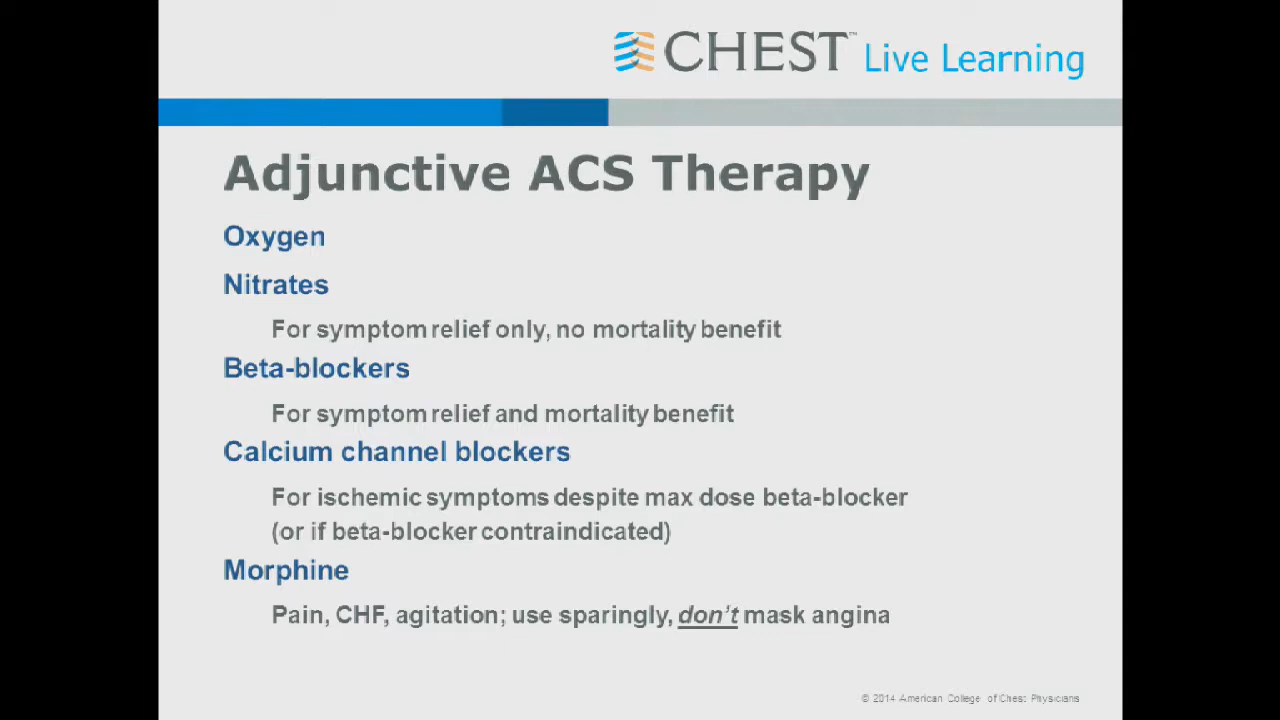 CHEST™ Live Learning
Adjunctive ACS Therapy
Oxygen
Nitrates
For symptom relief only, no mortality benefit
Beta-blockers
For symptom relief and mortality benefit
Calcium channel blockers
For ischemic symptoms despite max dose beta-blocker
(or if beta-blocker contraindicated)
Morphine
Pain, CHF, agitation; use sparingly, don't mask angina
© 2014 American College of Chest Physicians